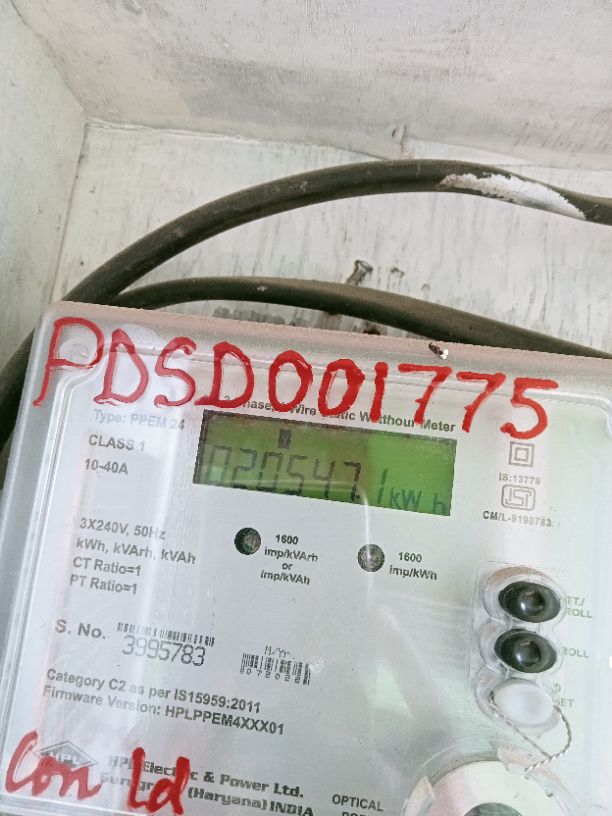 PDSD001775
Wire Static Watthour Meter
Type: PPEM 24
CLASS 1
10-40A
020547.1 kWh
IS:13779
CM/L-9190783
3X240V, 50Hz
kWh, kVArh, kVAh
CT Ratio=1
PT Ratio=1
1600
imp/kVArh
or
imp/kVAh
1600
imp/kWh
S. No.
3995783
Category C2 as per IS15959:2011
Firmware Version: HPLPPEM4XXX01
HPL Electric & Power Ltd.
(Haryana) INDIA
Con Ld
OPTICAL